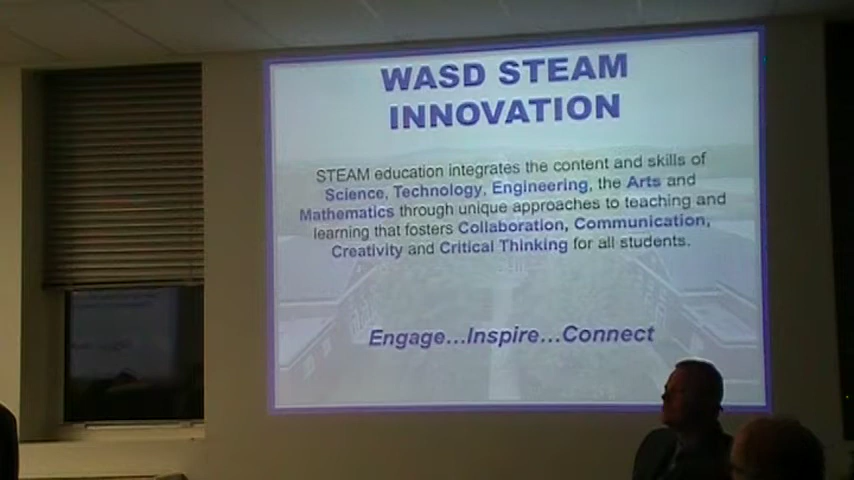 WASD STEAM
INNOVATION
STEAM education integrates the content and skills of
Science, Technology, Engineering, the Arts and
Mathematics through unique approaches to teaching and
learning that fosters Collaboration, Communication,
Creativity and Critical Thinking for all students.
Engage...Inspire...Connect